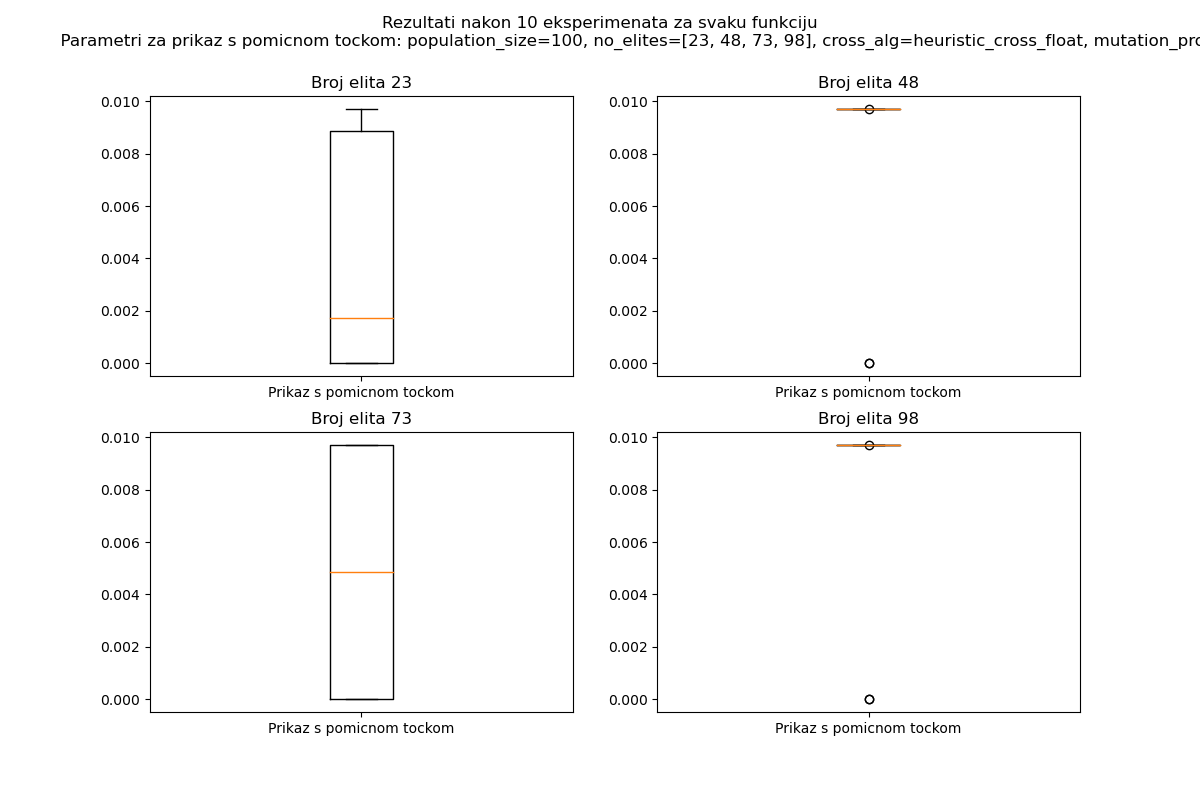 Rezultati nakon 10 eksperimenata za svaku funkciju
Parametri za prikaz s pomicnom tockom: population_size=100, no_elites=[23, 48, 73, 98], cross_alg=heuristic_cross_float, mutation_pro
Broj elita 23
0.010
0.008
0.006
0.004
0.002
0.000
Prikaz s pomicnom tockom
Broj elita 48
0.010
0.008
0.006
0.004
0.002
0.000
Prikaz s pomicnom tockom
Broj elita 73
0.010
0.008
0.006
0.004
0.002
0.000
Prikaz s pomicnom tockom
Broj elita 98
0.010
0.008
0.006
0.004
0.002
0.000
Prikaz s pomicnom tockom